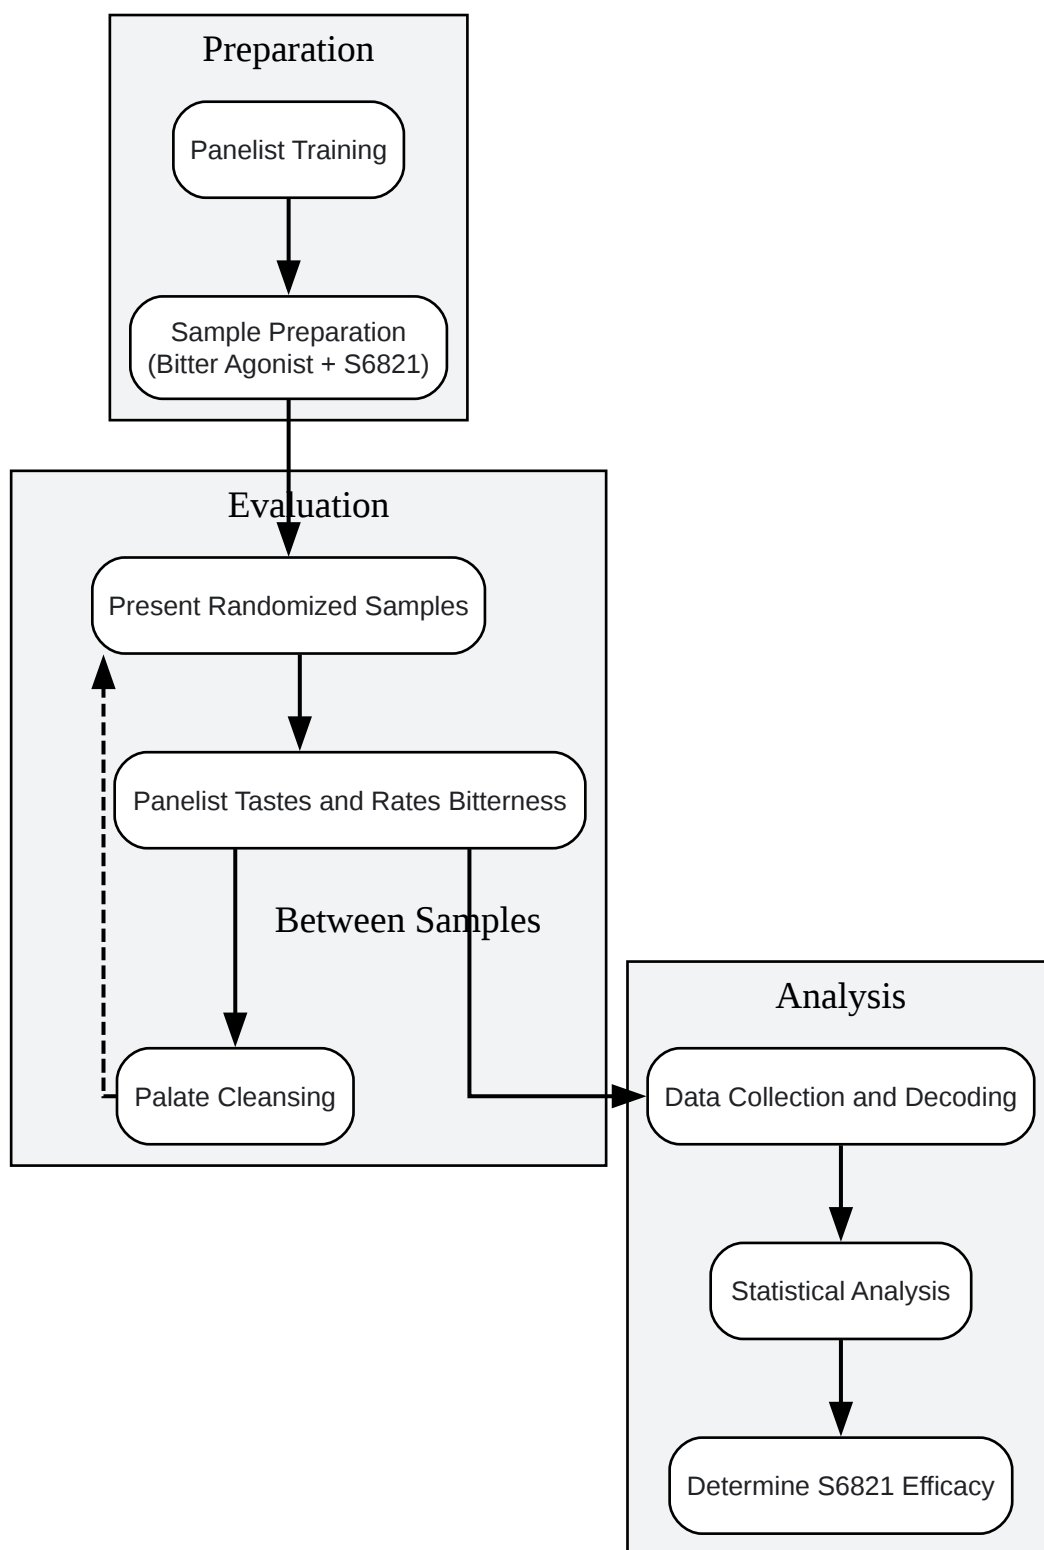 Preparation
Panelist Training
Sample Preparation
(Bitter Agonist + S6821)
Evaluation
Present Randomized Samples
Panelist Tastes and Rates Bitterness
Between Samples
Palate Cleansing
Analysis
Data Collection and Decoding
Statistical Analysis
Determine S6821 Efficacy